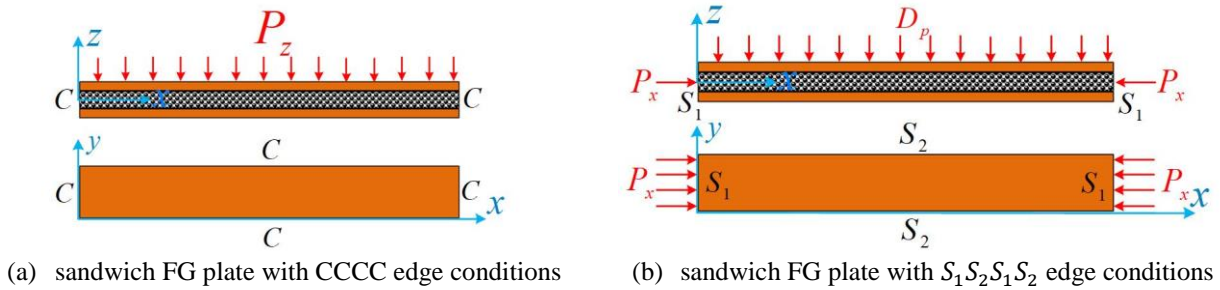 z
P_z
C
x
C
y
C
C
C
x
C
(a) sandwich FG plate with CCCC edge conditions
z
D_p
P_x
x
P_x
S_1
S_1
y
S_2
P_x
S_1
S_1
P_x
x
S_2
(b) sandwich FG plate with S_1S_2S_1S_2 edge conditions